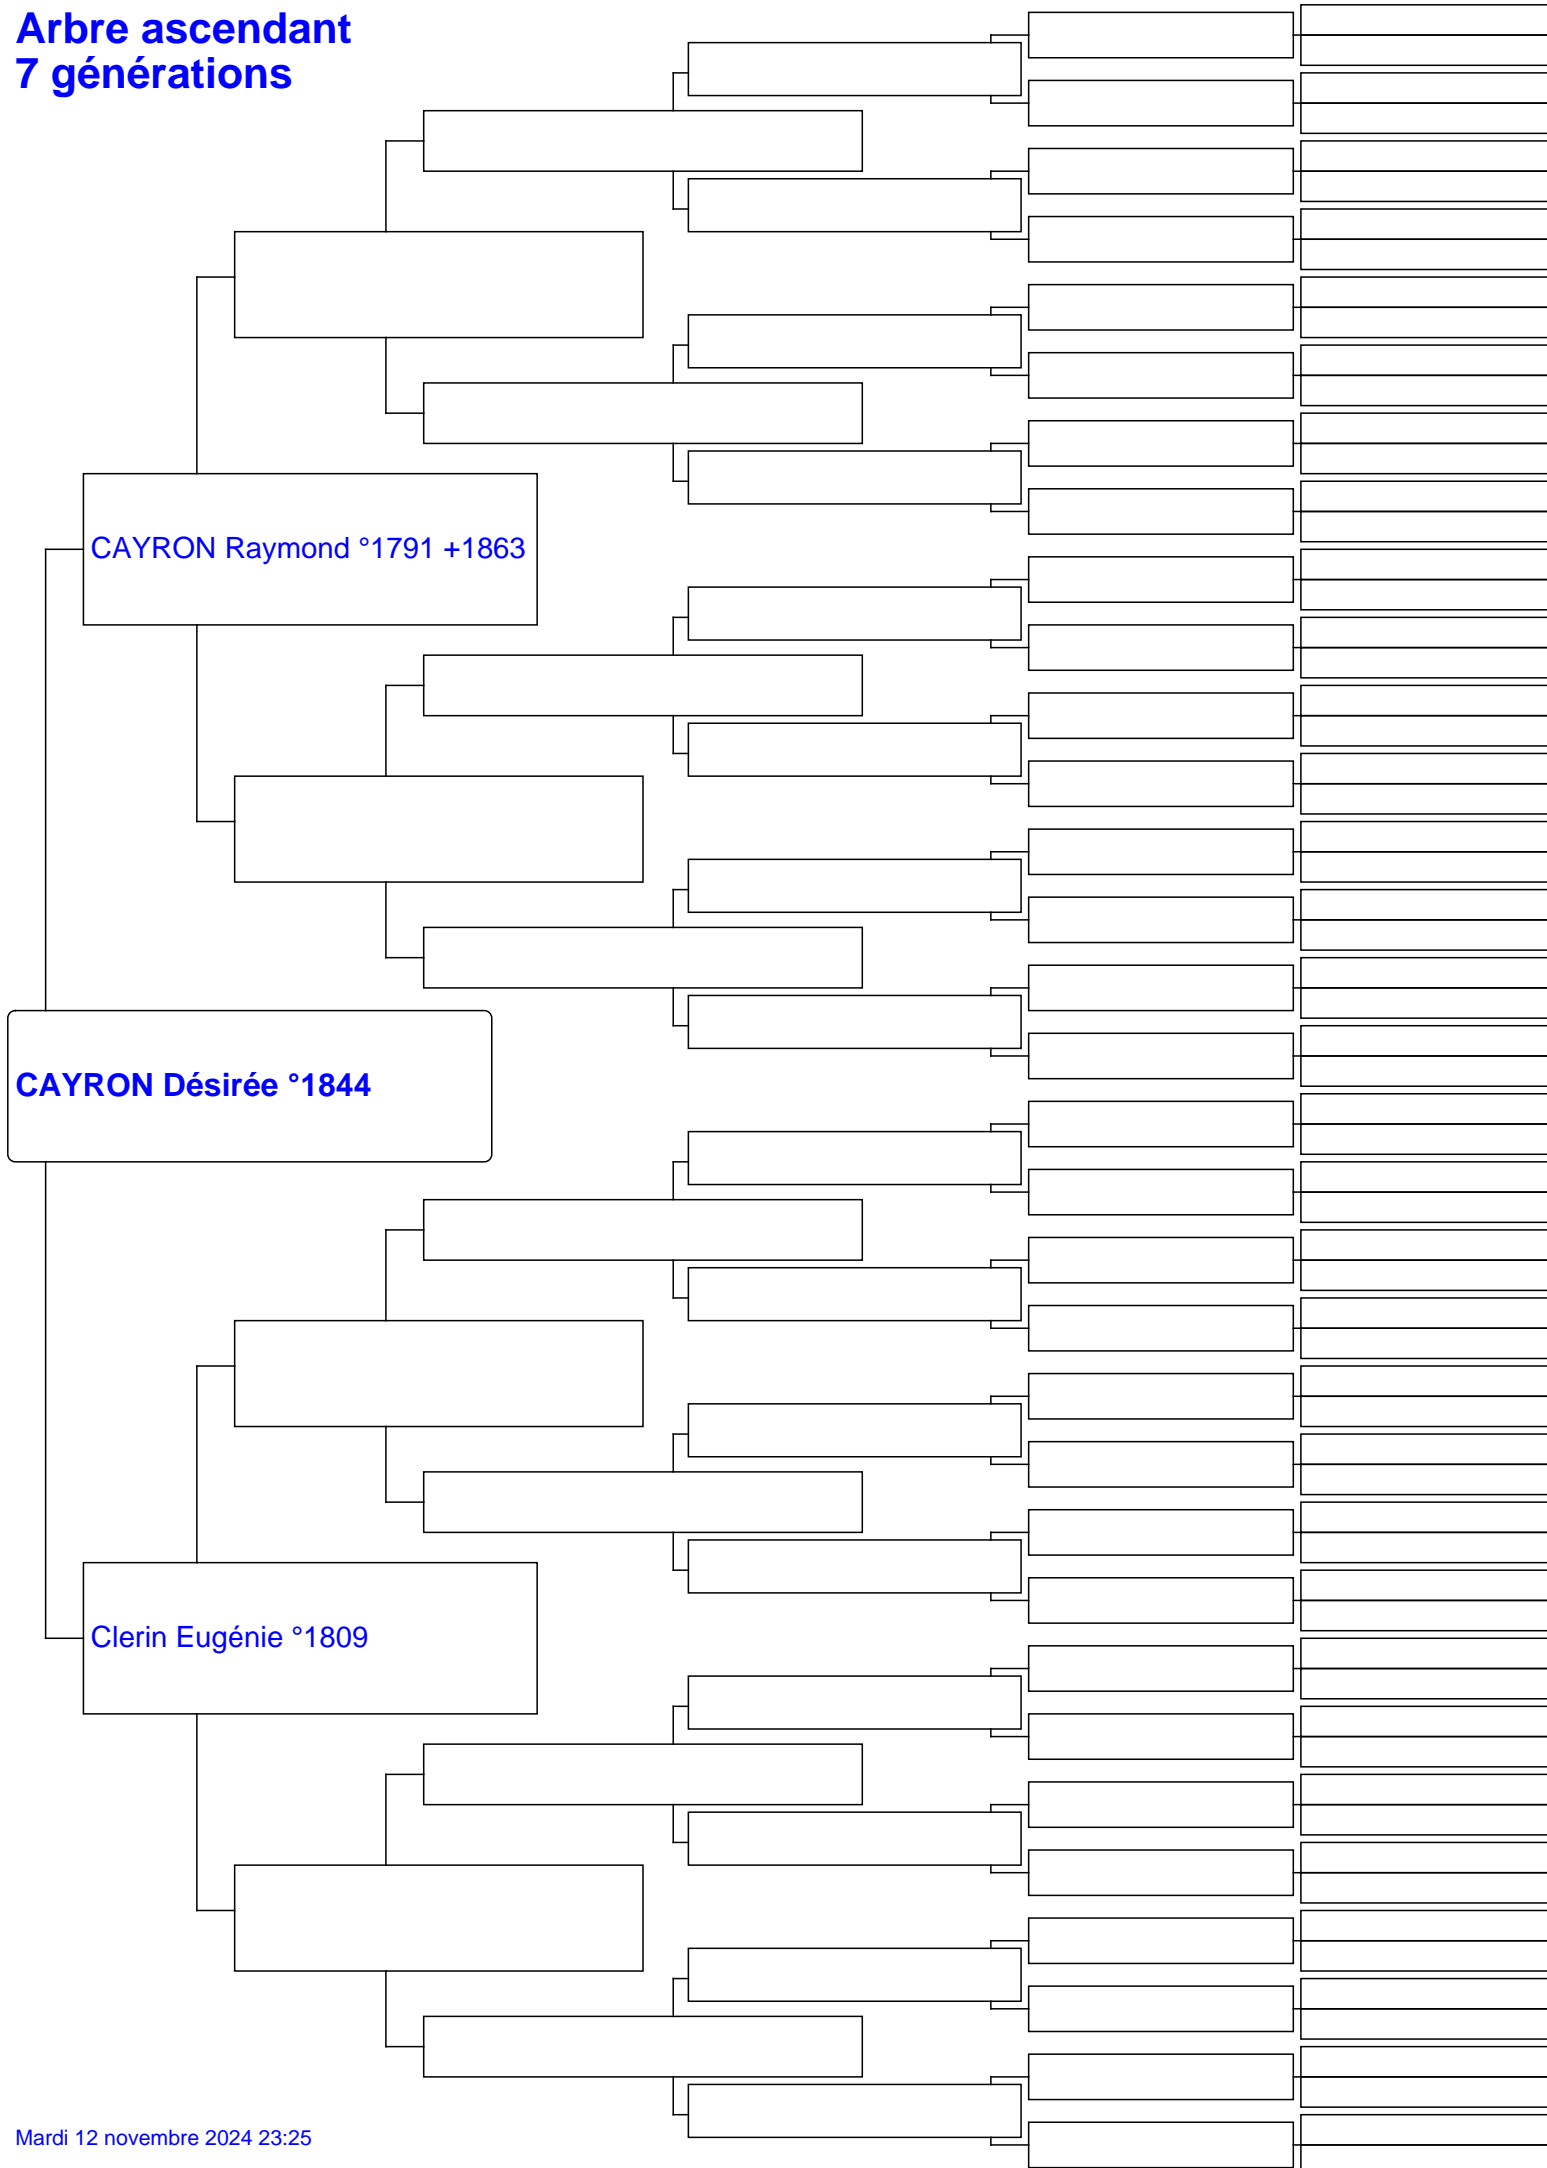 Arbre ascendant
7 générations
CAYRON Raymond °1791 +1863
CAYRON Désirée °1844
Clerin Eugénie °1809
Mardi 12 novembre 2024 23:25